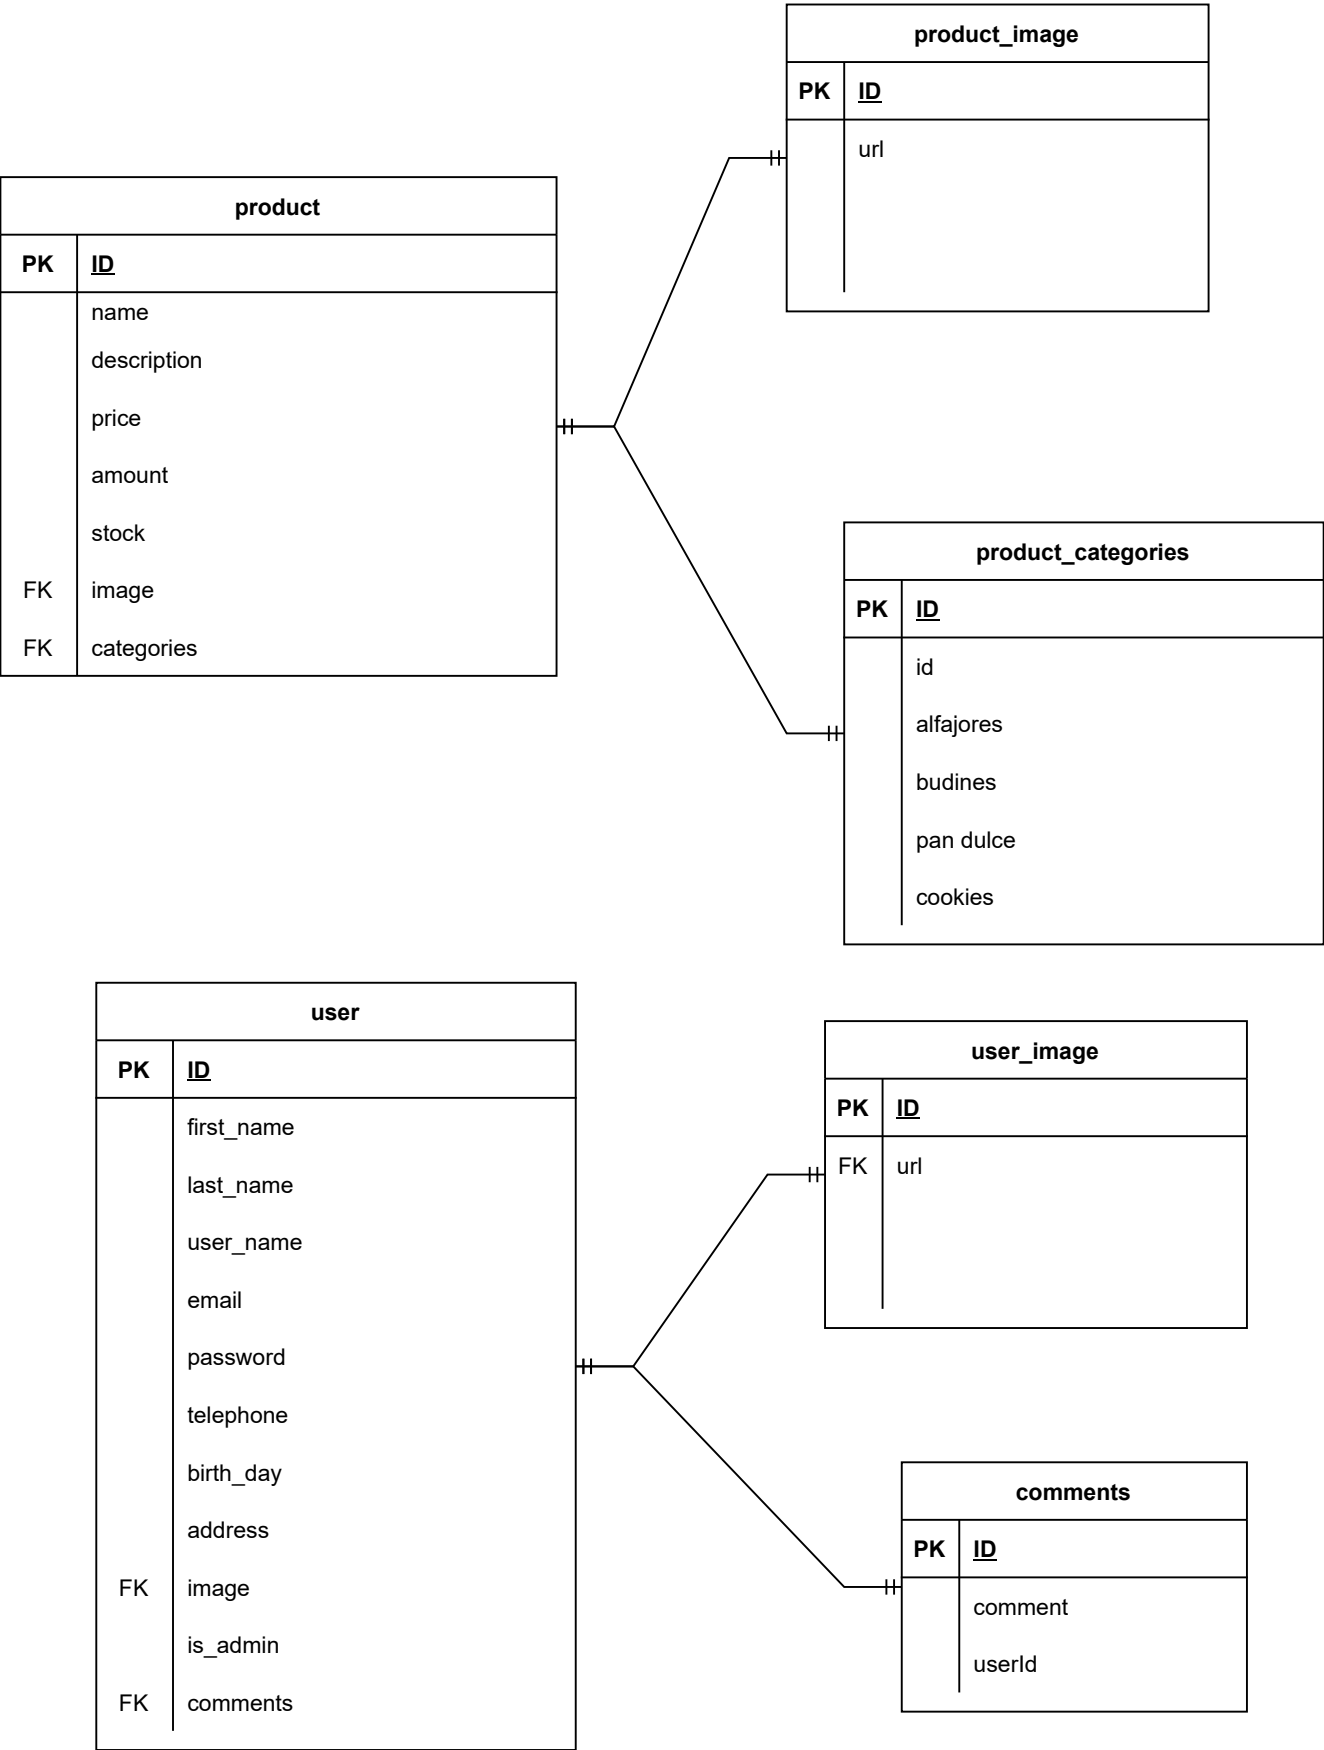 product_image
PK ID
url
product
PK ID
name
description
price
amount
stock
FK image
FK categories
product_categories
PK ID
id
alfajores
budines
pan dulce
cookies
user
PK ID
first_name
last_name
user_name
email
password
telephone
birth_day
address
FK image
is_admin
FK comments
user_image
PK ID
FK url
comments
PK ID
comment
userId